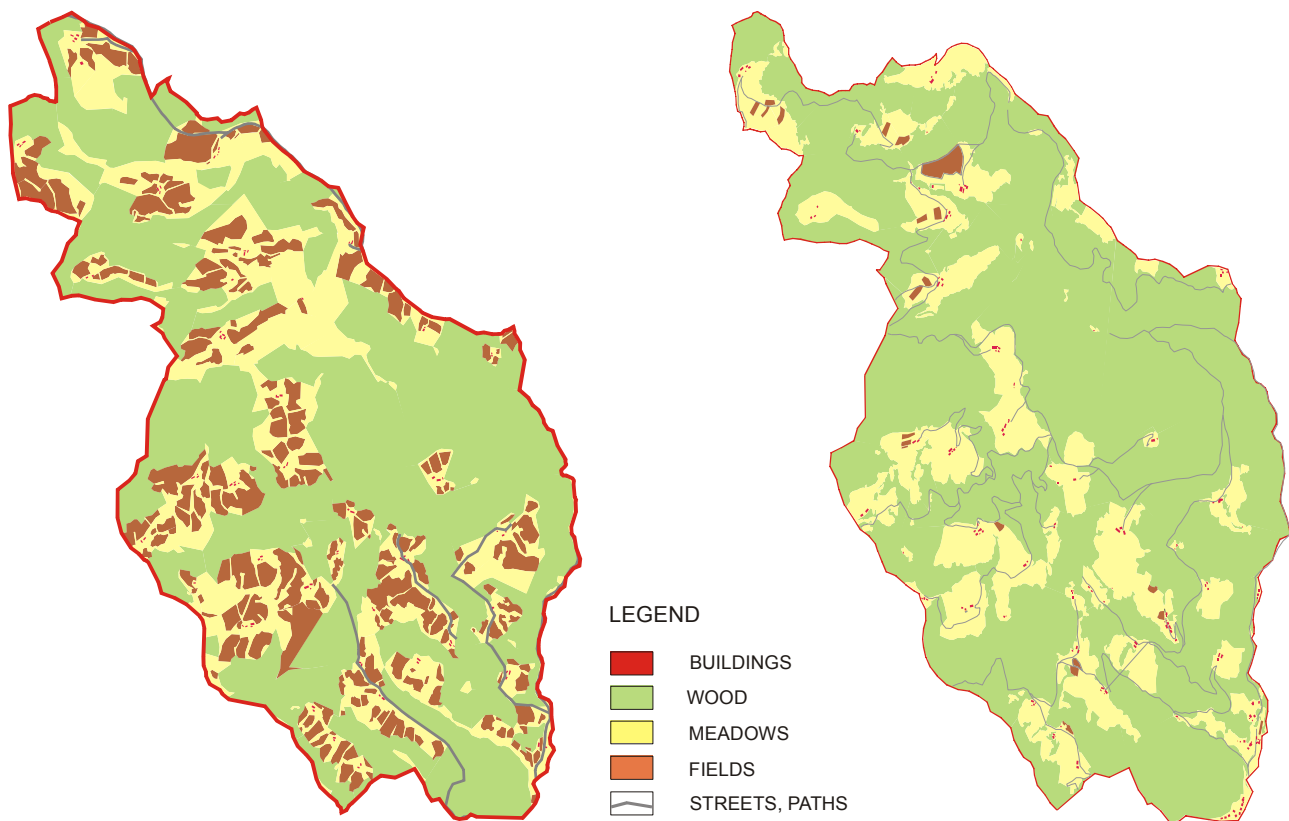 LEGEND
BUILDINGS
WOOD
MEADOWS
FIELDS
STREETS, PATHS